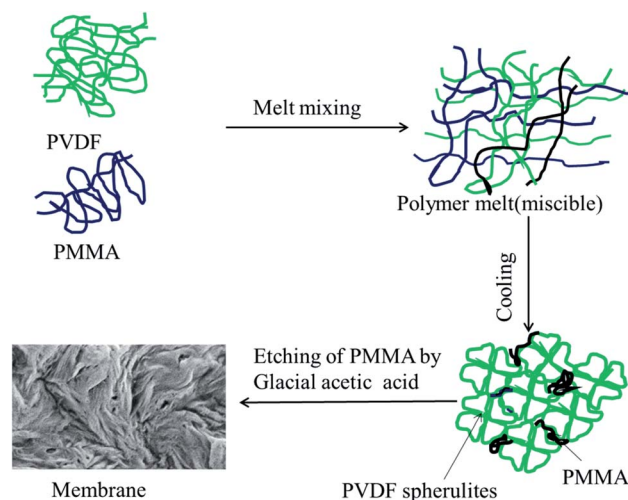 PVDF
PMMA
Melt mixing
Polymer melt(miscible)
Cooling
Etching of PMMA by
Glacial acetic acid
Membrane
PVDF spherulites
PMMA